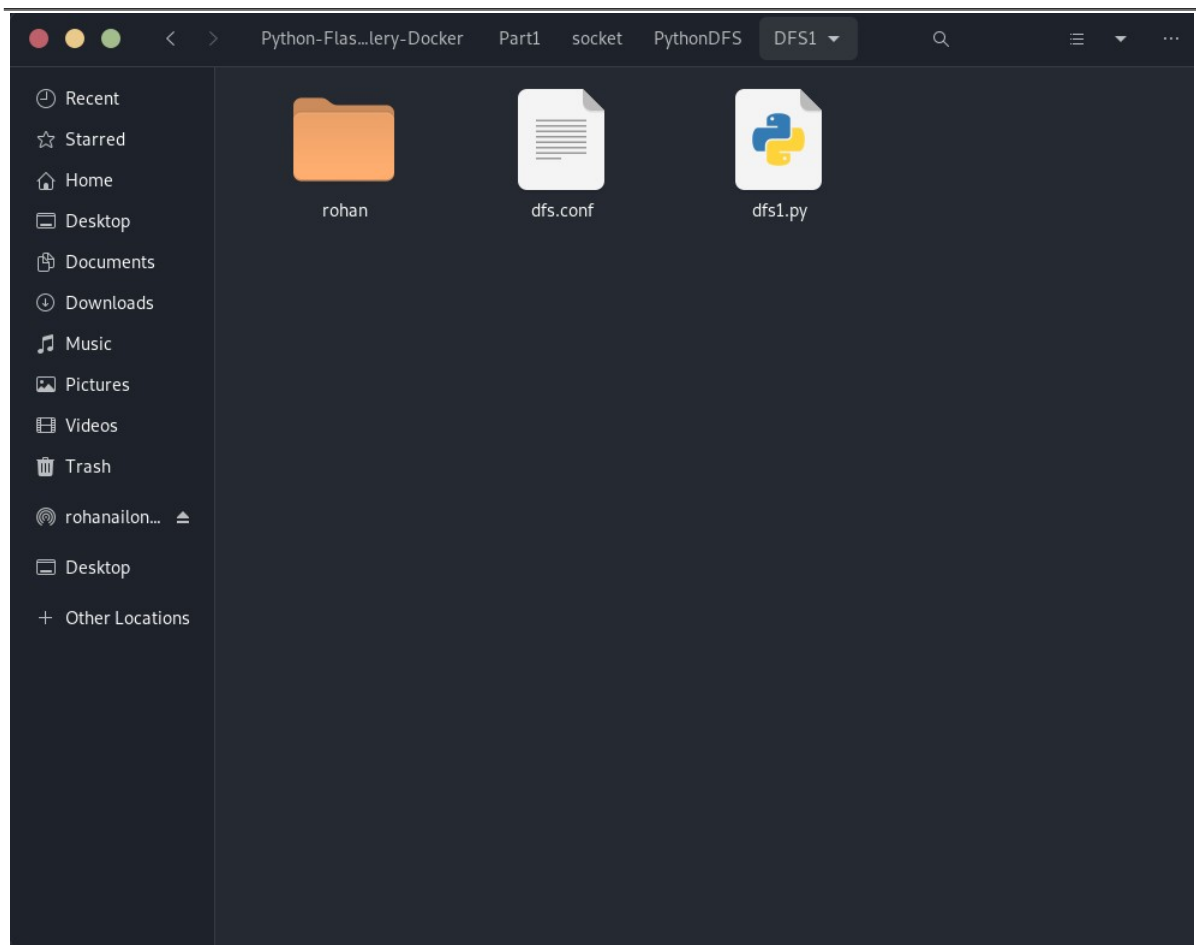 Python-Flas...lery-Docker Part1 socket PythonDFS DFS1
Recent
Starred
Home
Desktop
Documents
Downloads
Music
Pictures
Videos
Trash
rohanailon...
Desktop
Other Locations
rohan dfs.conf dfs1.py